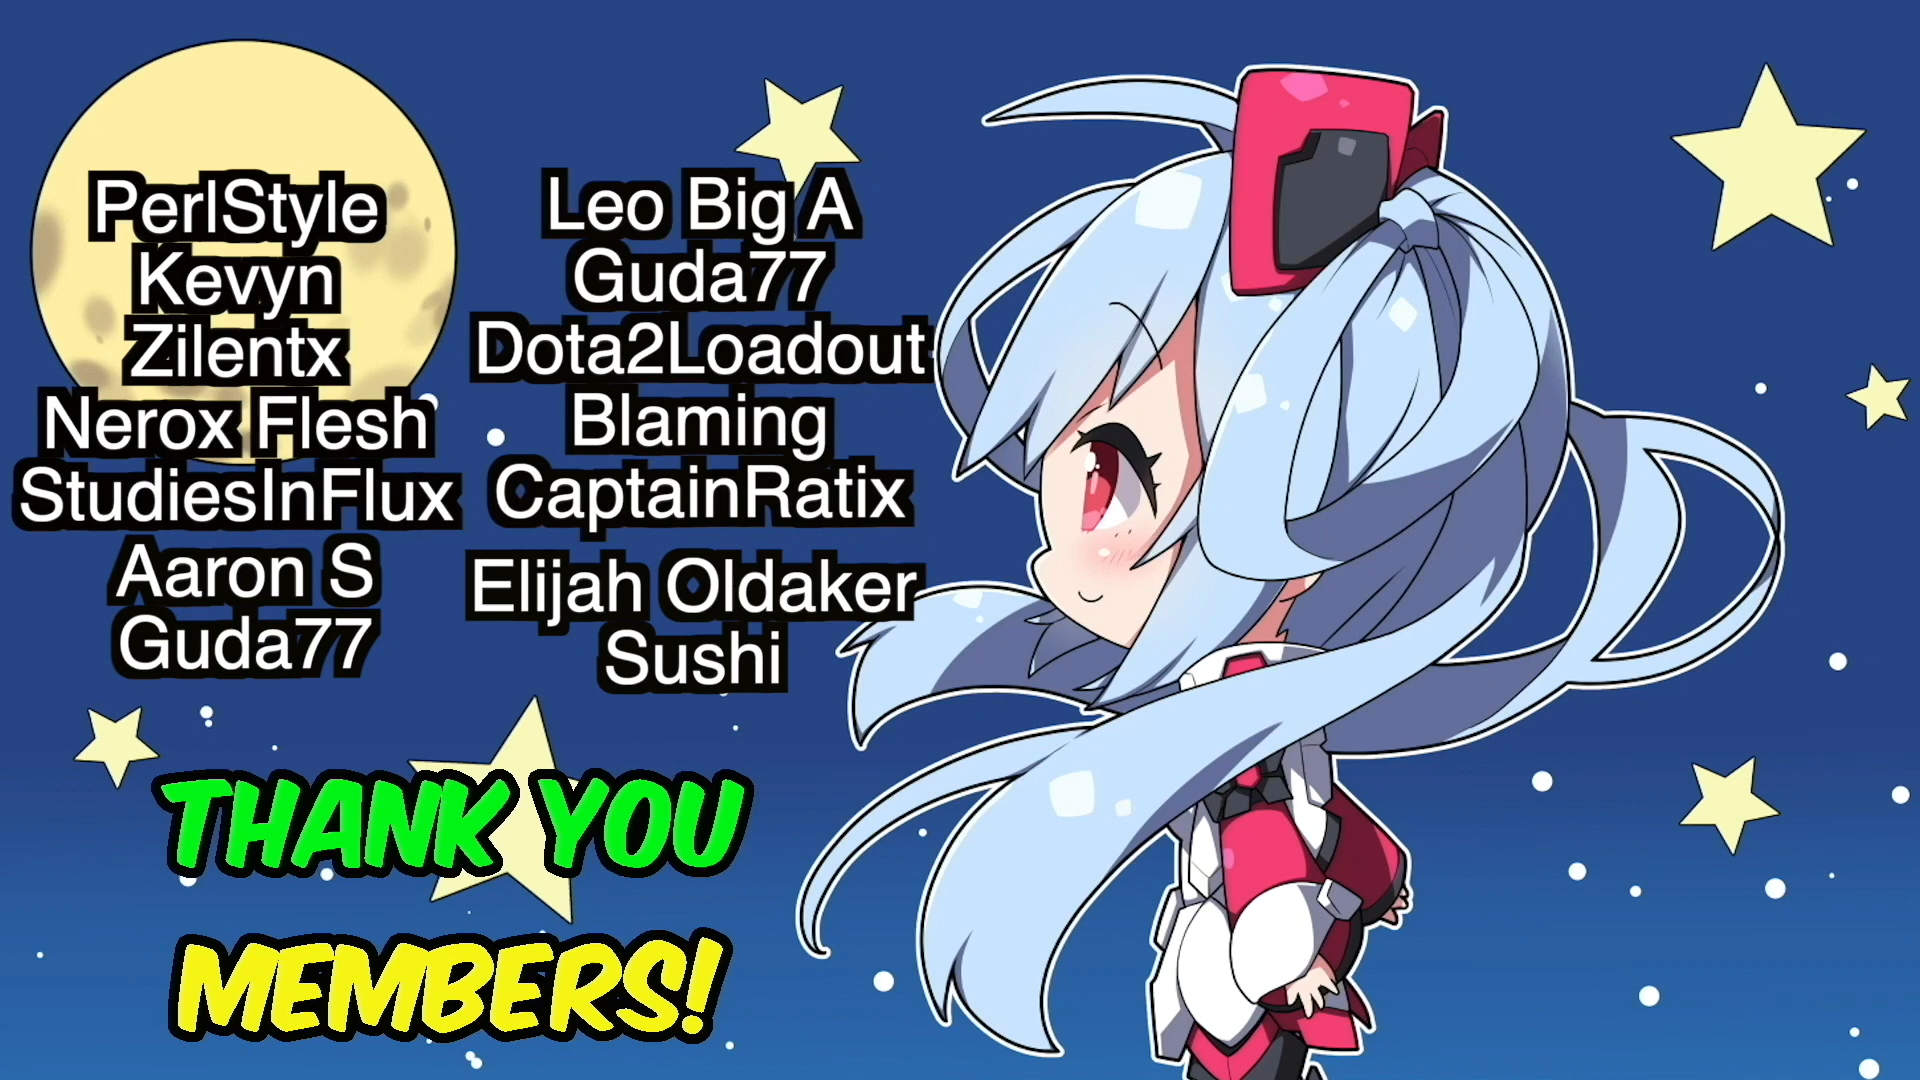 PerlStyle
Kevyn
Zilentx
Nerox Flesh
StudiesInFlux
Aaron S
Guda77
Leo Big A
Guda77
Dota2Loadout
Blaming
CaptainRatix
Elijah Oldaker
Sushi
THANK YOU
MEMBERS!